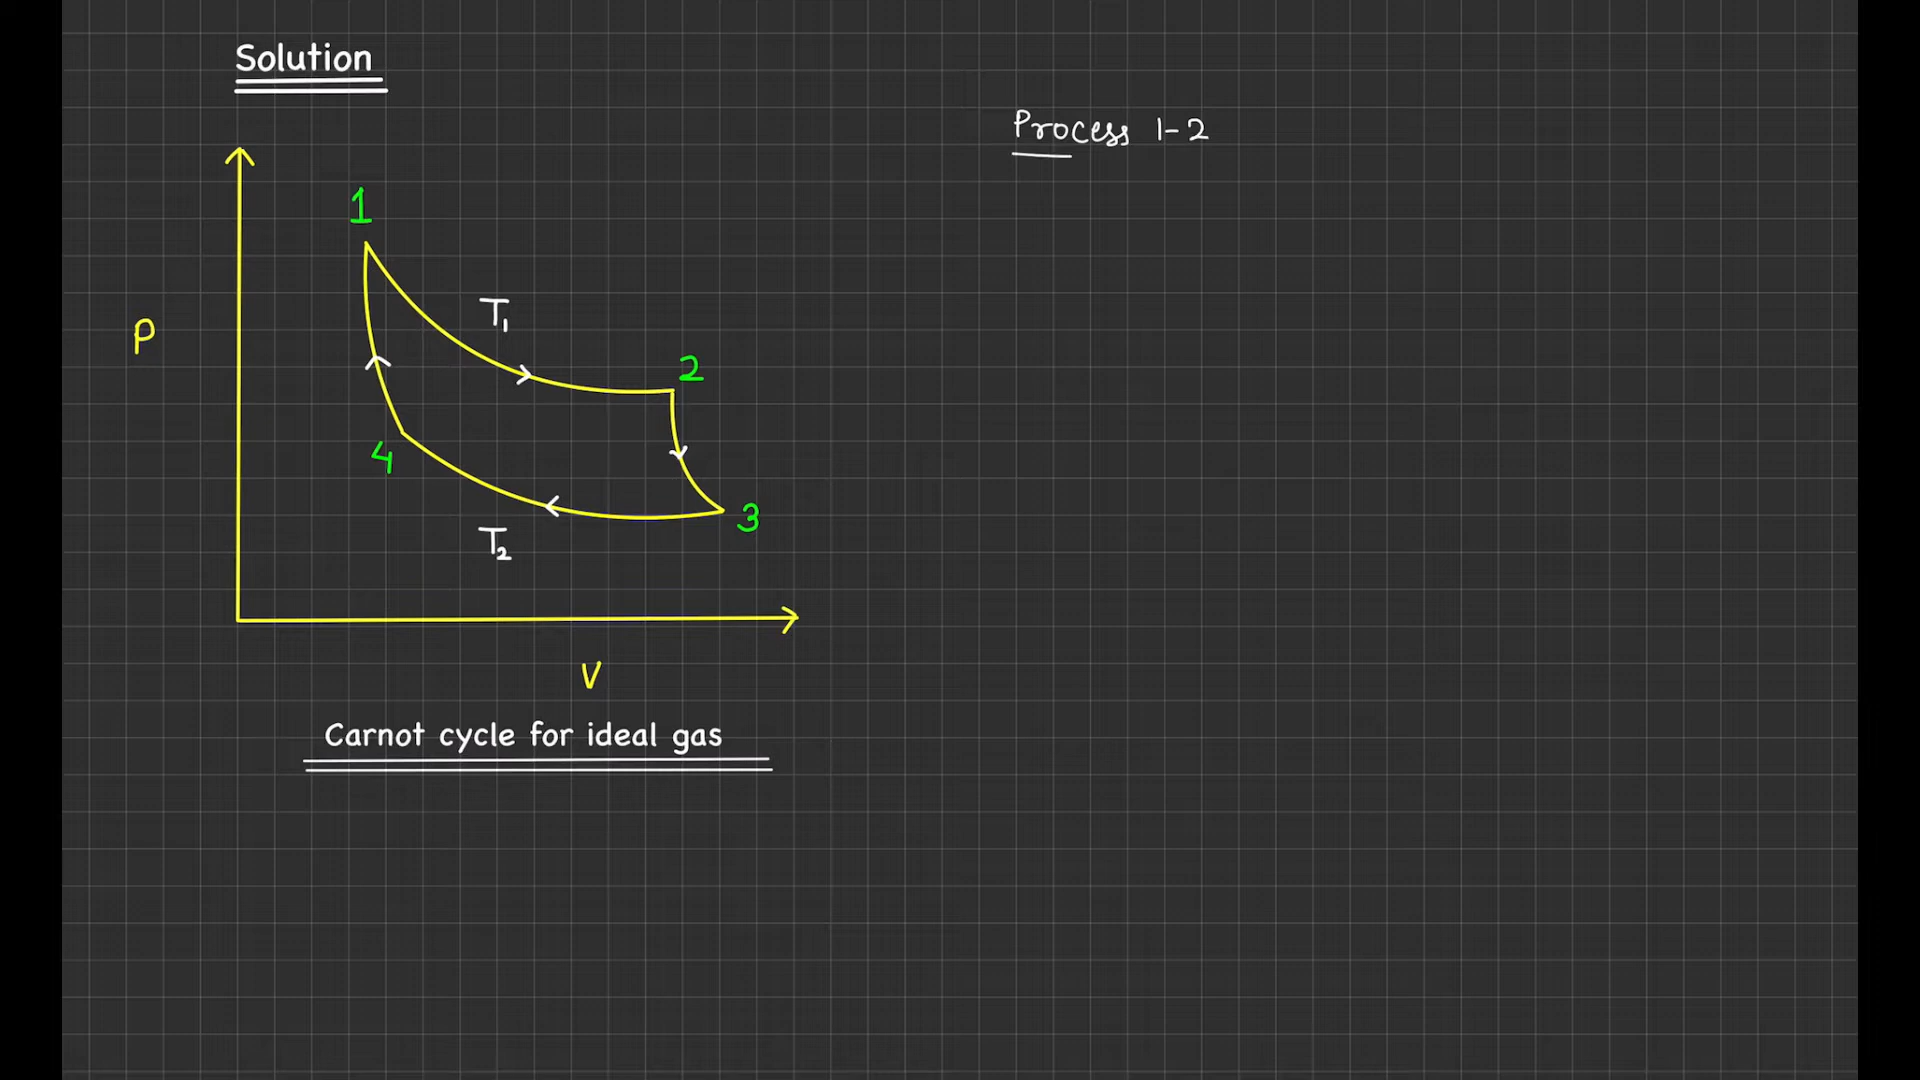 Solution
Process 1-2
1
T₁
P
2
4
3
T₂
V
Carnot cycle for ideal gas